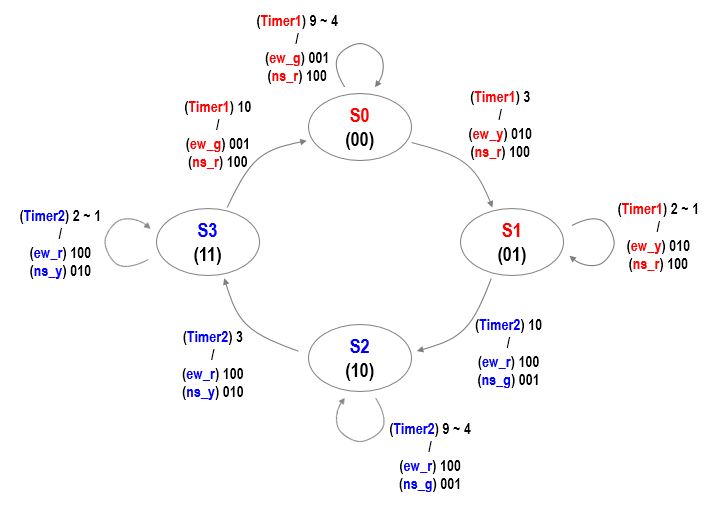 (Timer1) 9 ~ 4
/
(ew_g) 001
(ns_r) 100
S0
(00)
(Timer1) 3
/
(ew_y) 010
(ns_r) 100
(Timer1) 10
/
(ew_g) 001
(ns_r) 100
(Timer2) 2 ~ 1
/
(ew_r) 100
(ns_y) 010
S3
(11)
S1
(01)
(Timer1) 2 ~ 1
/
(ew_y) 010
(ns_r) 100
(Timer2) 3
/
(ew_r) 100
(ns_y) 010
S2
(10)
(Timer2) 10
/
(ew_r) 100
(ns_g) 001
(Timer2) 9 ~ 4
/
(ew_r) 100
(ns_g) 001